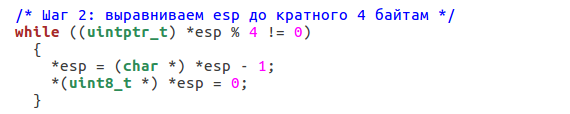 /* Шаг 2: выравниваем esp до кратного 4 байтам */
while ((uintptr_t) *esp % 4 != 0)
  {
    *esp = (char *) *esp - 1;
    *(uint8_t *) *esp = 0;
  }